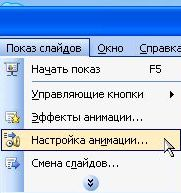 Показ слайдов Окно Справка
Начать показ F5
Управляющие кнопки
Эффекты анимации...
Настройка анимации...
Смена слайдов...